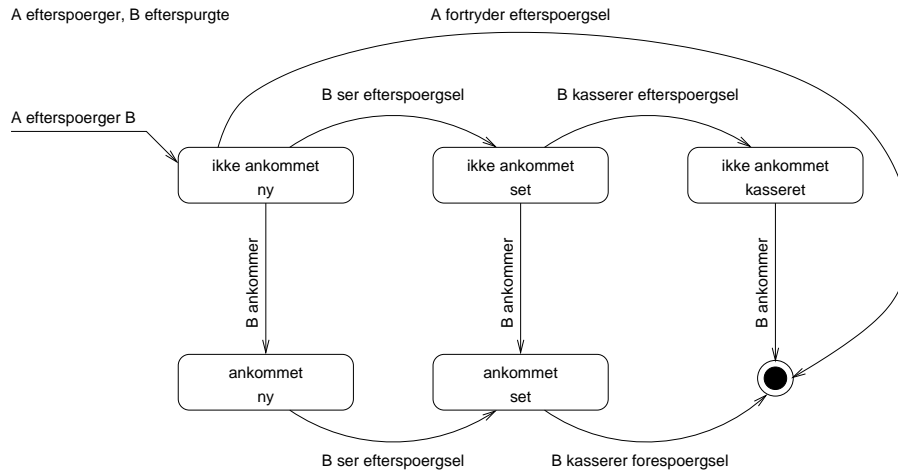 A efterspoerger, B efterspurgte
A fortryder efterspoergsel
B ser efterspoergsel
B kasserer efterspoergsel
A efterspoerger B
ikke ankommet
ny
ikke ankommet
set
ikke ankommet
kasseret
B ankommer
B ankommer
B ankommer
ankommet
ny
ankommet
set
B ser efterspoergsel
B kasserer forespoergsel